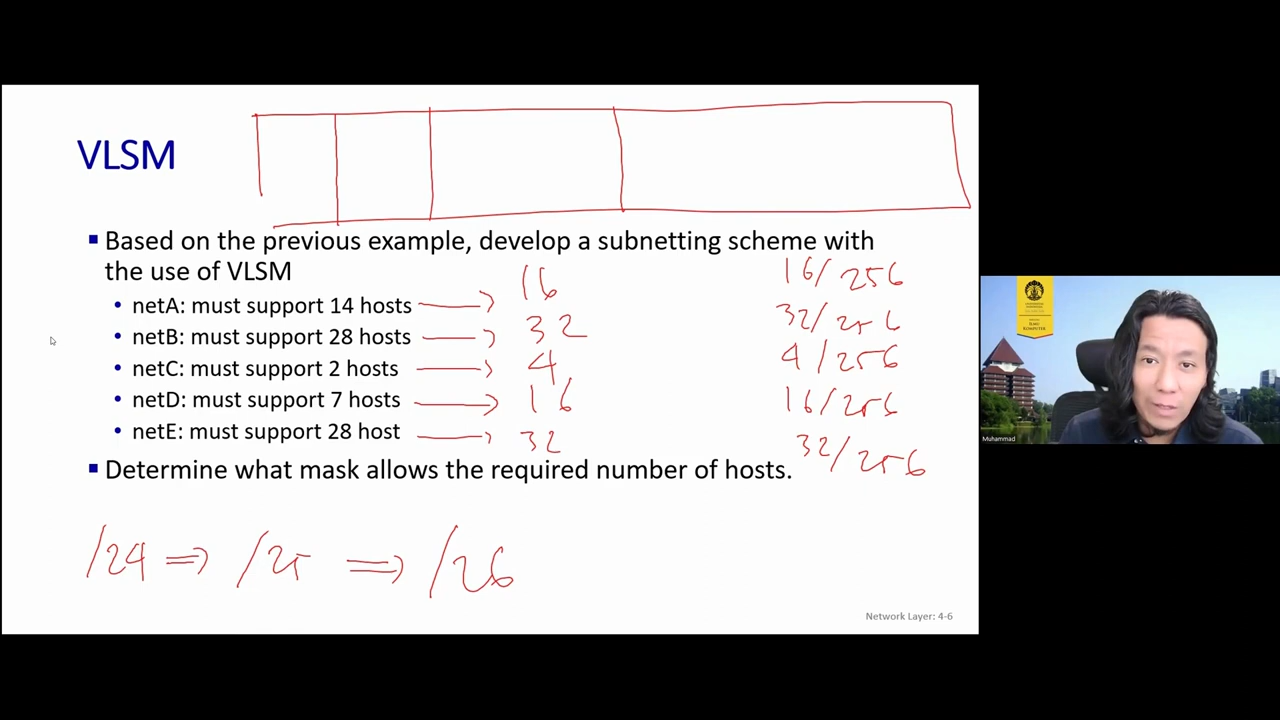 VLSM
▪ Based on the previous example, develop a subnetting scheme with
the use of VLSM
• netA: must support 14 hosts → 16 16/256
• netB: must support 28 hosts → 32 32/256
• netC: must support 2 hosts → 4 4/256
• netD: must support 7 hosts → 16 16/256
• netE: must support 28 host → 32 32/256
▪ Determine what mask allows the required number of hosts.
/24 ⇒ /25 ⇒ /26
Network Layer: 4-6
ILMU
KOMPUTER
Muhammad